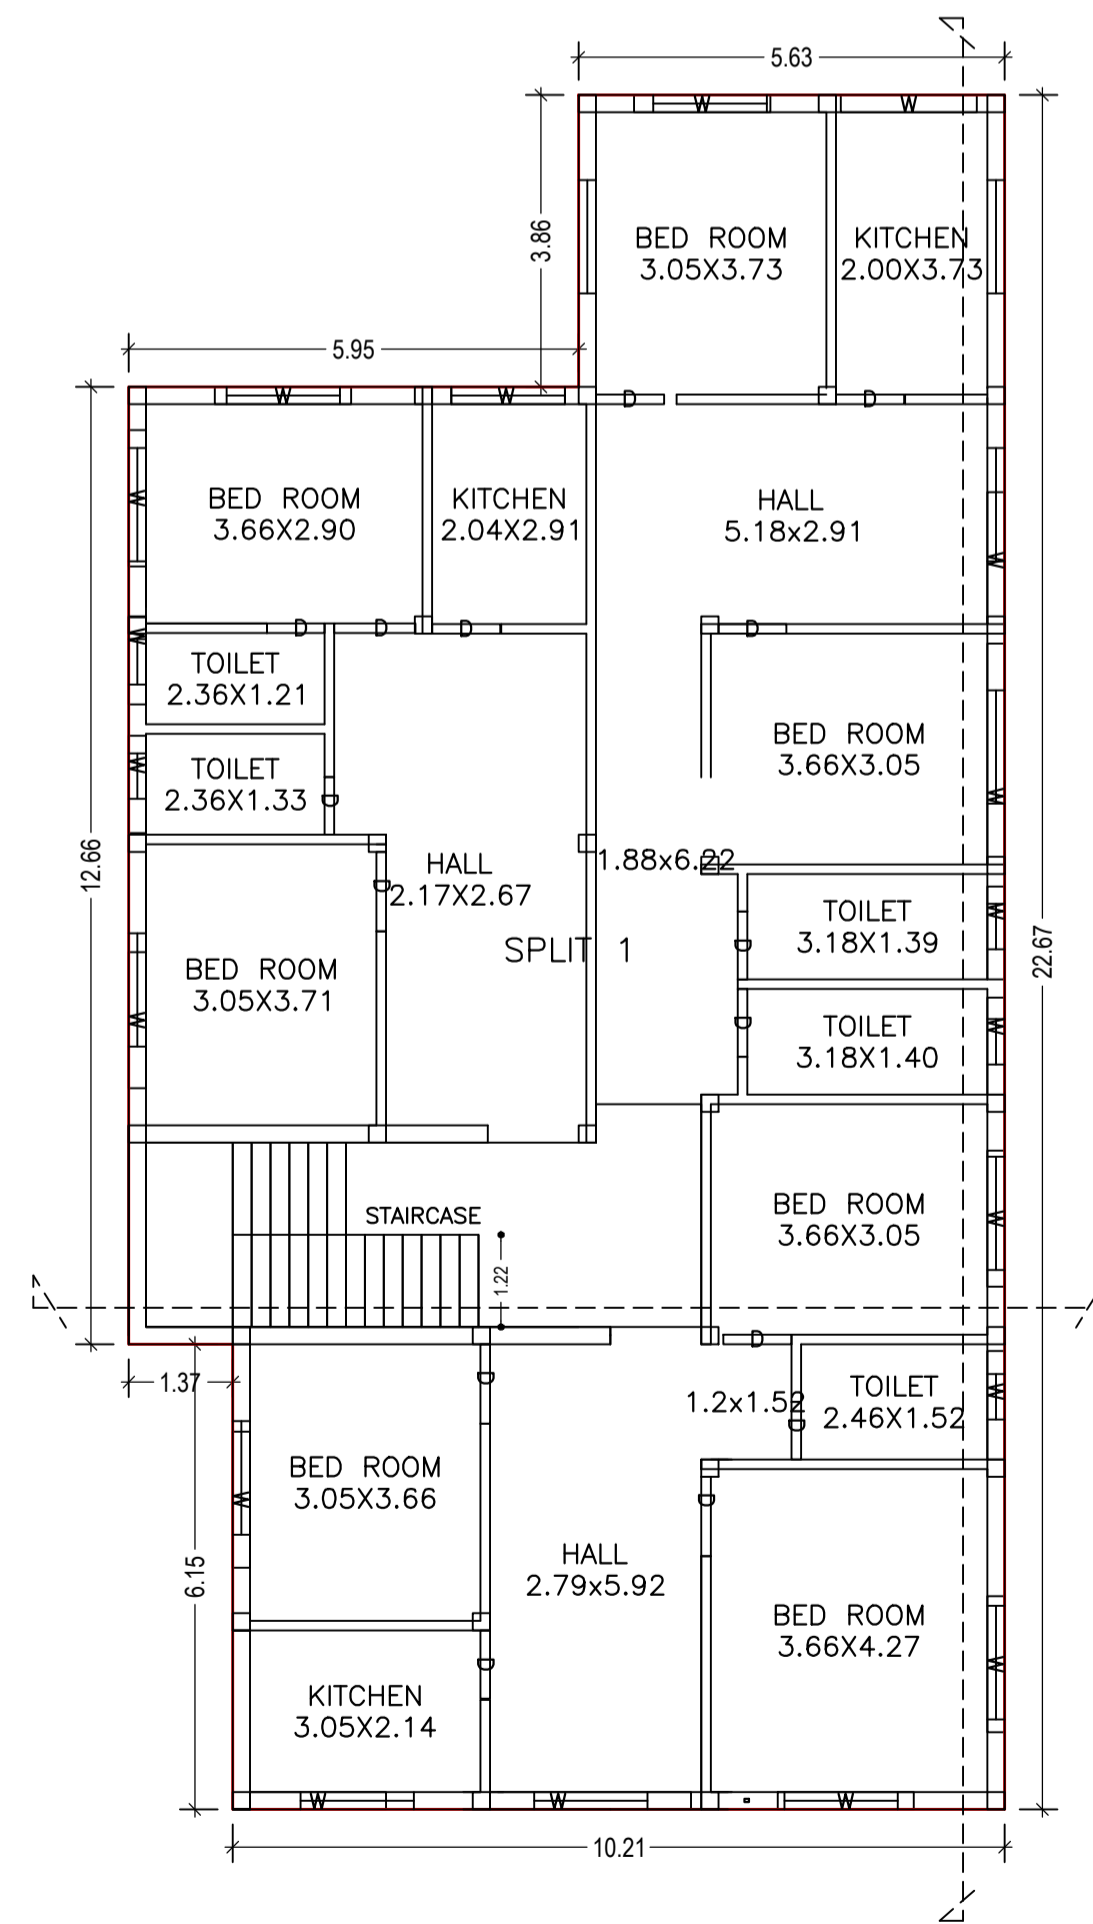 5.63
W
W
3.86
BED ROOM
3.05X3.73
KITCHEN
2.00X3.73
5.95
W
W
D
D
W
BED ROOM
3.66X2.90
KITCHEN
2.04X2.91
HALL
5.18x2.91
W
D
D
D
D
W
TOILET
2.36X1.21
BED ROOM
3.66X3.05
W
TOILET
2.36X1.33
D
W
12.66
HALL
2.17X2.67
D
1.88x6.22
TOILET
3.18X1.39
W
D
SPLIT 1
22.67
BED ROOM
3.05X3.71
W
TOILET
3.18X1.40
D
W
BED ROOM
3.66X3.05
W
STAIRCASE
1.22
D
1.37
D
1.2x1.52
TOILET
2.46X1.52
W
D
BED ROOM
3.05X3.66
W
D
6.15
HALL
2.79x5.92
BED ROOM
3.66X4.27
W
D
KITCHEN
3.05X2.14
W
W
W
10.21